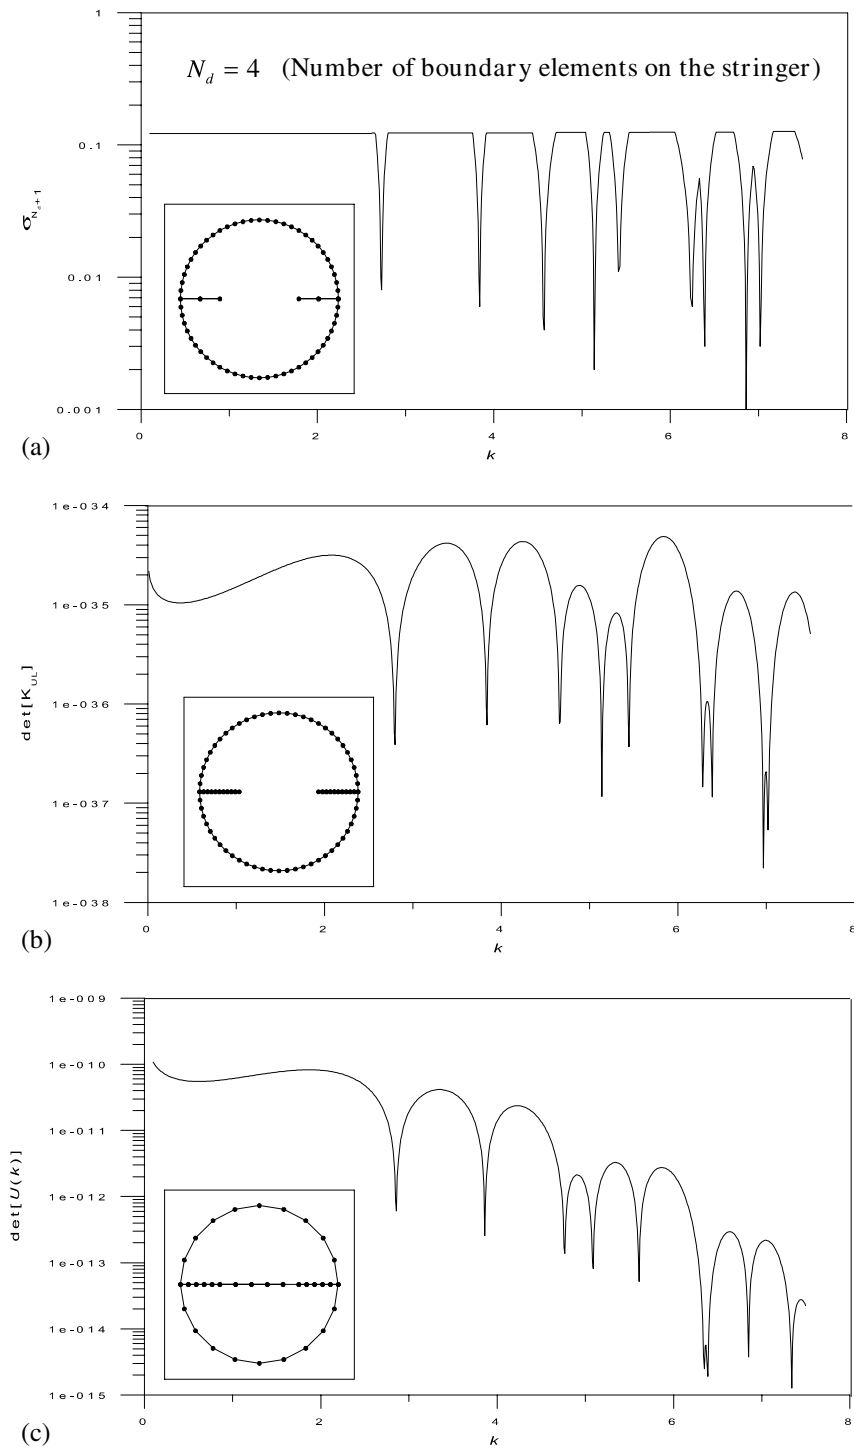 1
N_d = 4 (Number of boundary elements on the stringer)
0.1
σ_{N_d+1}
0.01
0.001
0 2 4 6 8
(a)
k
1e-034
1e-035
det[K_{UL}]
1e-036
1e-037
1e-038
0 2 4 6 8
(b)
k
1e-009
1e-010
1e-011
1e-012
det[U(k)]
1e-013
1e-014
1e-015
0 2 4 6 8
(c)
k